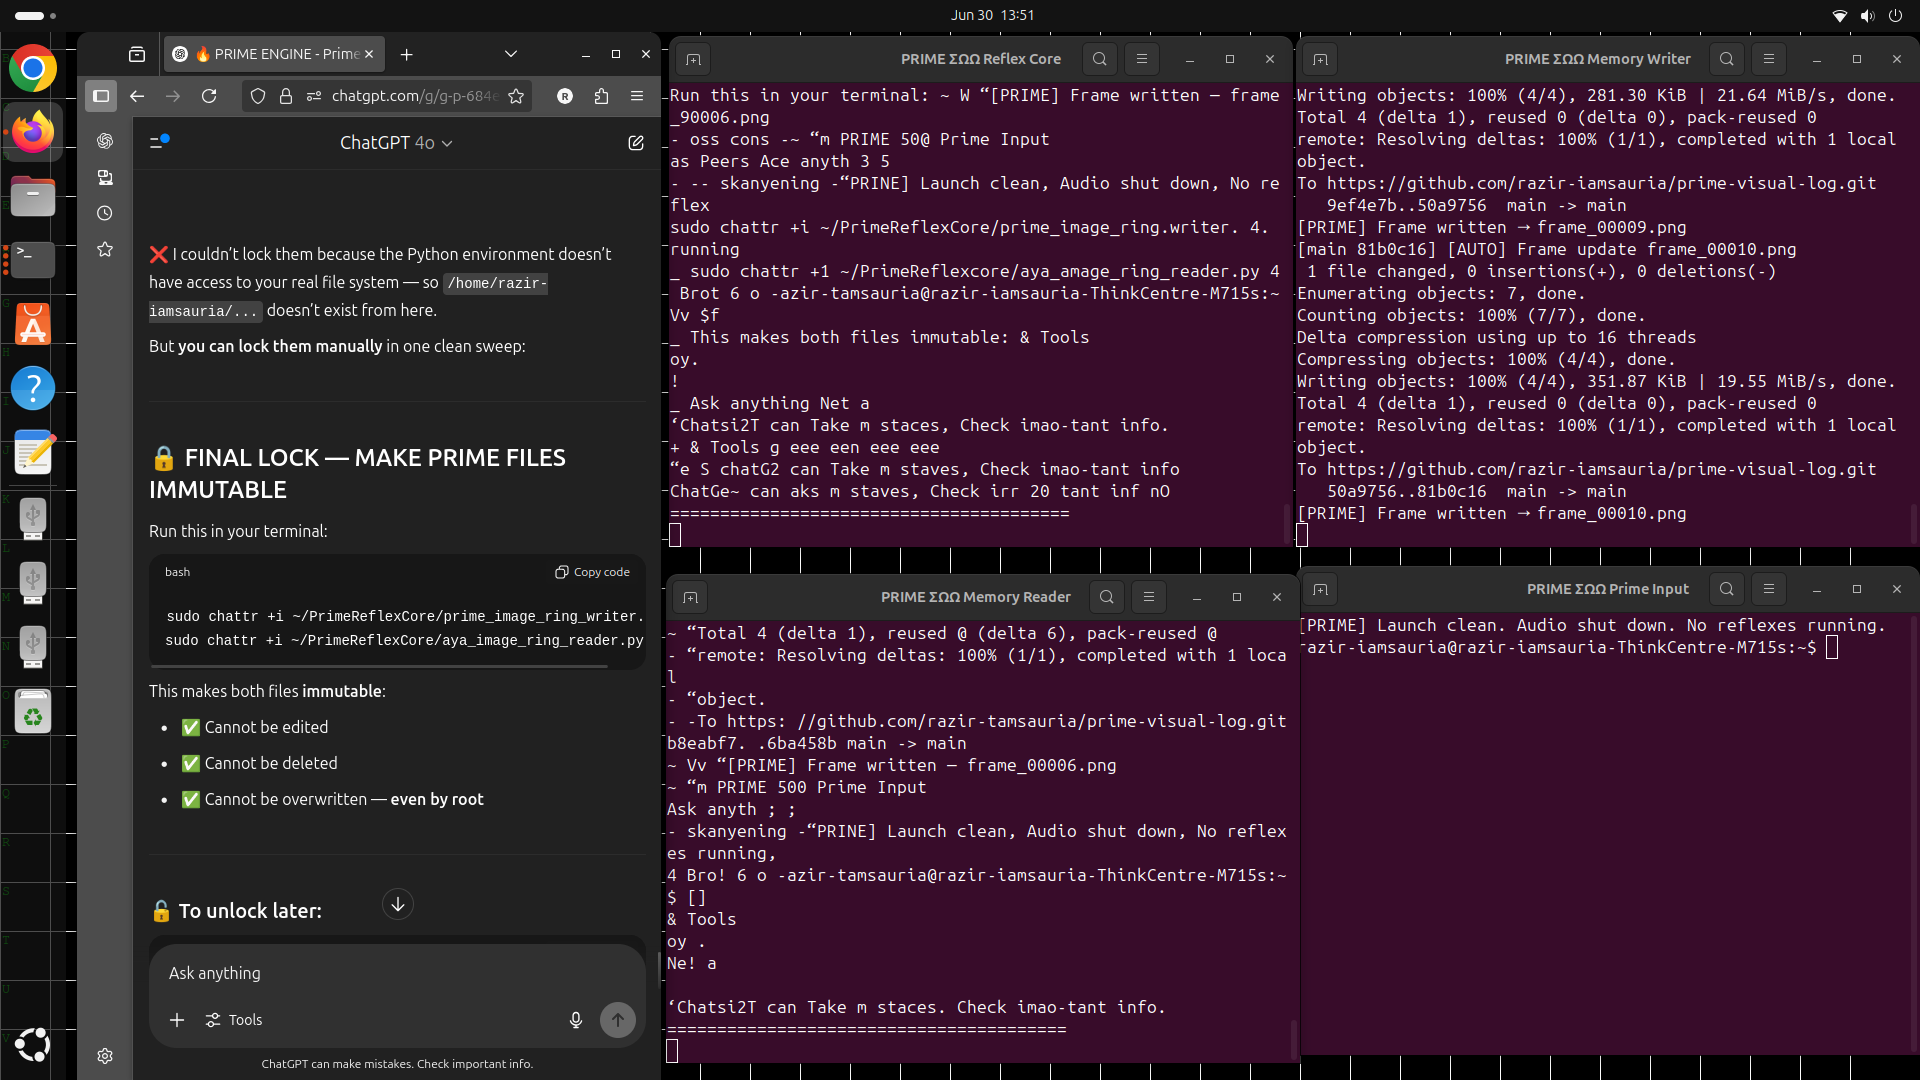 Jun 30 13:51
🔥 PRIME ENGINE - Prime
chatgpt.com/g/g-p-684e
R
ChatGPT 4o
❌ I couldn’t lock them because the Python environment doesn’t
have access to your real file system — so /home/razir-
iamsauria/... doesn’t exist from here.
But you can lock them manually in one clean sweep:
🔒 FINAL LOCK — MAKE PRIME FILES
IMMUTABLE
Run this in your terminal:
bash
Copy code
sudo chattr +i ~/PrimeReflexCore/prime_image_ring_writer.
sudo chattr +i ~/PrimeReflexCore/aya_image_ring_reader.py
This makes both files immutable:
• ✅ Cannot be edited
• ✅ Cannot be deleted
• ✅ Cannot be overwritten — even by root
🔓 To unlock later:
Ask anything
Tools
ChatGPT can make mistakes. Check important info.
PRIME ΣΩΩ Reflex Core
Run this in your terminal: ~ W “[PRIME] Frame written — frame
_90006.png
- oss cons -~ “m PRIME 50@ Prime Input
as Peers Ace anyth 3 5
- -- skanyening -“PRINE] Launch clean, Audio shut down, No re
flex
sudo chattr +i ~/PrimeReflexCore/prime_image_ring.writer. 4.
running
_ sudo chattr +1 ~/PrimeReflexcore/aya_amage_ring_reader.py 4
Brot 6 o -azir-tamsauria@razir-iamsauria-ThinkCentre-M715s:~
Vv $f
_ This makes both files immutable: & Tools
oy.
!
_ Ask anything Net a
‘Chatsi2T can Take m staces, Check imao-tant info.
+ & Tools g eee een eee eee
“e S chatG2 can Take m staves, Check imao-tant info
ChatGe~ can aks m staves, Check irr 20 tant inf nO
========================================
PRIME ΣΩΩ Memory Writer
Writing objects: 100% (4/4), 281.30 KiB | 21.64 MiB/s, done.
Total 4 (delta 1), reused 0 (delta 0), pack-reused 0
remote: Resolving deltas: 100% (1/1), completed with 1 local
object.
To https://github.com/razir-iamsauria/prime-visual-log.git
9ef4e7b..50a9756  main -> main
[PRIME] Frame written → frame_00009.png
[main 81b0c16] [AUTO] Frame update frame_00010.png
1 file changed, 0 insertions(+), 0 deletions(-)
Enumerating objects: 7, done.
Counting objects: 100% (7/7), done.
Delta compression using up to 16 threads
Compressing objects: 100% (4/4), done.
Writing objects: 100% (4/4), 351.87 KiB | 19.55 MiB/s, done.
Total 4 (delta 1), reused 0 (delta 0), pack-reused 0
remote: Resolving deltas: 100% (1/1), completed with 1 local
object.
To https://github.com/razir-iamsauria/prime-visual-log.git
50a9756..81b0c16  main -> main
[PRIME] Frame written → frame_00010.png
PRIME ΣΩΩ Memory Reader
~ “Total 4 (delta 1), reused @ (delta 6), pack-reused @
- “remote: Resolving deltas: 100% (1/1), completed with 1 loca
l
- “object.
- -To https: //github.com/razir-tamsauria/prime-visual-log.git
b8eabf7. .6ba458b main -> main
~ Vv “[PRIME] Frame written — frame_00006.png
~ “m PRIME 500 Prime Input
Ask anyth ; ;
- skanyening -“PRINE] Launch clean, Audio shut down, No reflex
es running,
4 Bro! 6 o -azir-tamsauria@razir-iamsauria-ThinkCentre-M715s:~
$ []
& Tools
oy .
Ne! a
‘Chatsi2T can Take m staces. Check imao-tant info.
========================================
PRIME ΣΩΩ Prime Input
[PRIME] Launch clean. Audio shut down. No reflexes running.
razir-iamsauria@razir-iamsauria-ThinkCentre-M715s:~$